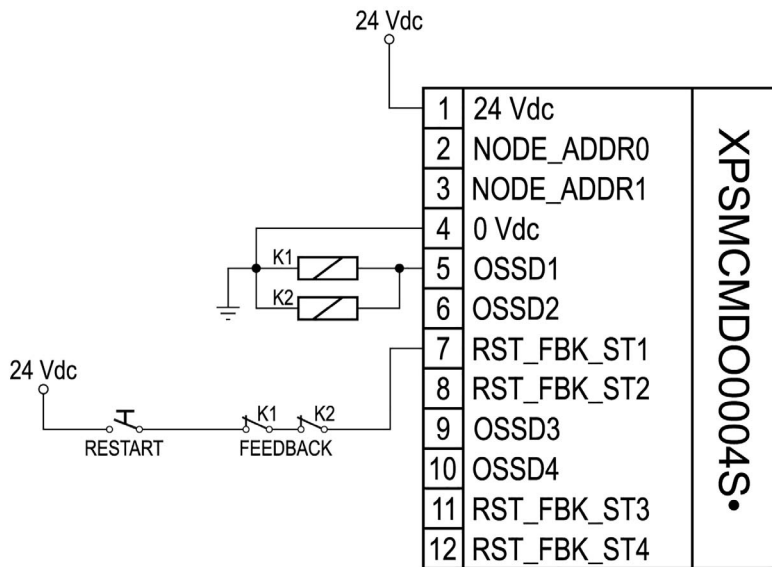 24 Vdc
1 24 Vdc
2 NODE_ADDR0
3 NODE_ADDR1
4 0 Vdc
K1
5 OSSD1
K2
6 OSSD2
7 RST_FBK_ST1
24 Vdc
8 RST_FBK_ST2
K1 K2
9 OSSD3
RESTART FEEDBACK
10 OSSD4
11 RST_FBK_ST3
12 RST_FBK_ST4
XPSMCMDO0004S•